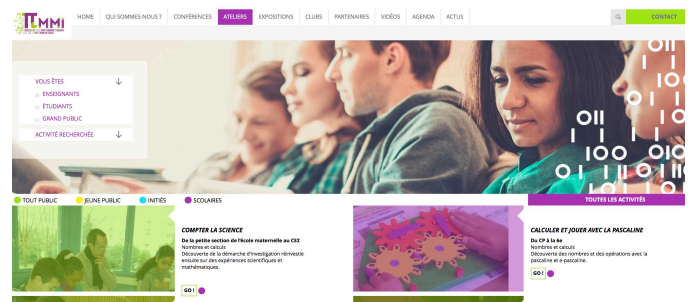 MMI
HOME QUI SOMMES-NOUS ? CONFÉRENCES ATELIERS EXPOSITIONS CLUBS PARTENAIRES VIDÉOS AGENDA ACTUS CONTACT
VOUS ÊTES
ENSEIGNANTS
ÉTUDIANTS
GRAND PUBLIC
ACTIVITÉ RECHERCHÉE
TOUT PUBLIC JEUNE PUBLIC INITIÉS SCOLAIRES TOUTES LES ACTIVITÉS
COMPTER LA SCIENCE
De la petite section de l'école maternelle au CE2
Nombres et calculs
Découverte de la démarche d'investigation réinvestie
ensuite sur des expériences scientifiques et
mathématiques.
GO !
CALCULER ET JOUER AVEC LA PASCALINE
Du CP à la 6e
Nombres et calculs
Découverte des nombres et des opérations avec la
pascaline et e-pascaline.
GO !